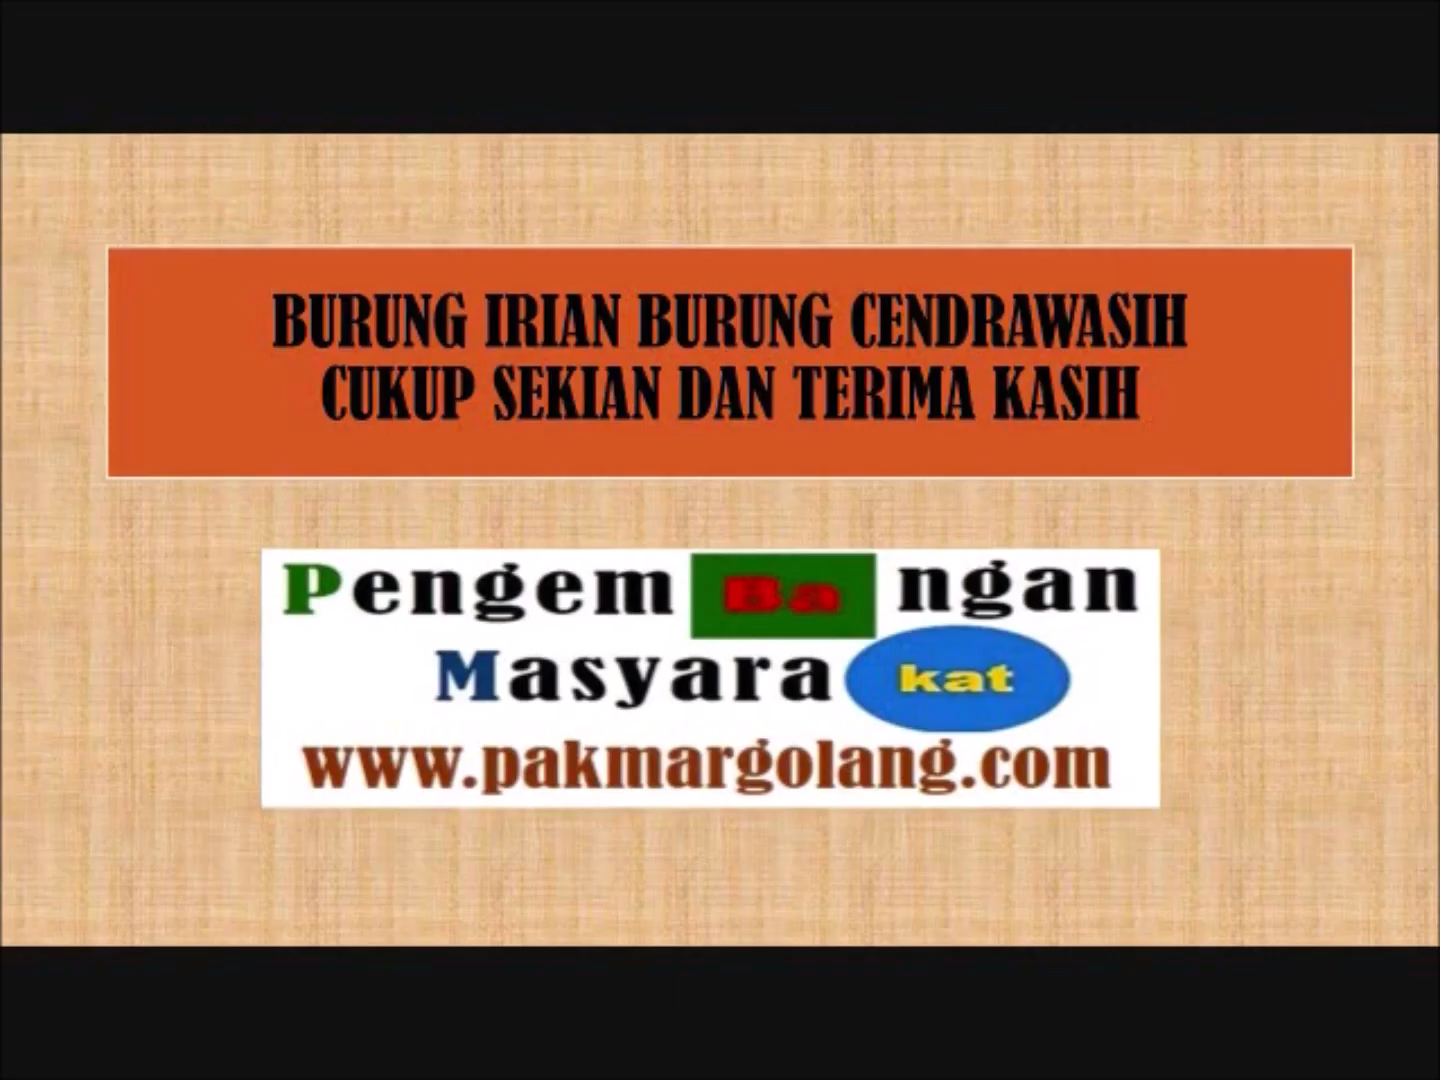 BURUNG IRIAN BURUNG CENDRAWASIH
CUKUP SEKIAN DAN TERIMA KASIH
Pengem Ba ngan
Masyara kat
www.pakmargolang.com